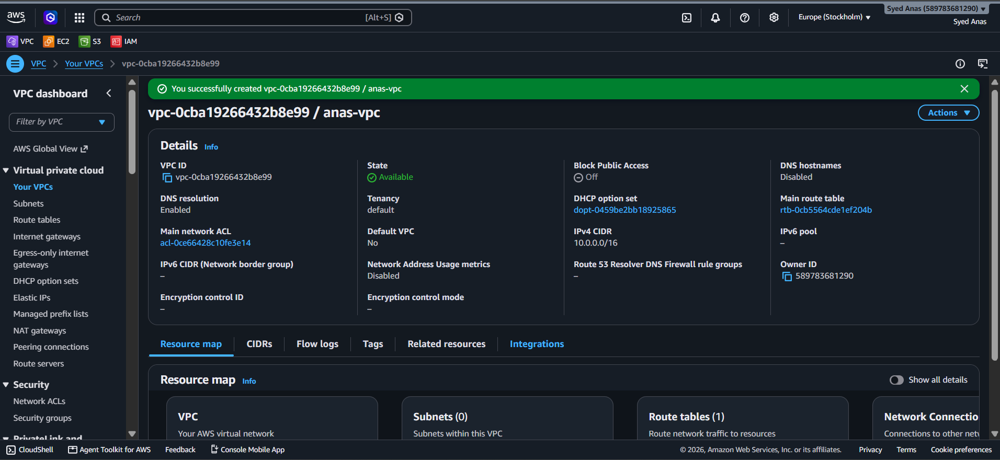 aws
Search
[Alt+S]
Europe (Stockholm)
Syed Anas (589783681290)
Syed Anas
VPC
EC2
S3
IAM
VPC
Your VPCs
vpc-0cba19266432b8e99
VPC dashboard
Filter by VPC
AWS Global View
Virtual private cloud
Your VPCs
Subnets
Route tables
Internet gateways
Egress-only internet
gateways
DHCP option sets
Elastic IPs
Managed prefix lists
NAT gateways
Peering connections
Route servers
Security
Network ACLs
Security groups
PrivateLink and
You successfully created vpc-0cba19266432b8e99 / anas-vpc
vpc-0cba19266432b8e99 / anas-vpc
Actions
Details Info
VPC ID
vpc-0cba19266432b8e99
State
Available
Block Public Access
Off
DNS hostnames
Disabled
DNS resolution
Enabled
Tenancy
default
DHCP option set
dopt-0459be2bb18925865
Main route table
rtb-0cb5564cde1ef204b
Main network ACL
acl-0ce66428c10fe3e14
Default VPC
No
IPv4 CIDR
10.0.0.0/16
IPv6 pool
–
IPv6 CIDR (Network border group)
–
Network Address Usage metrics
Disabled
Route 53 Resolver DNS Firewall rule groups
–
Owner ID
589783681290
Encryption control ID
–
Encryption control mode
–
Resource map
CIDRs
Flow logs
Tags
Related resources
Integrations
Resource map Info
Show all details
VPC
Your AWS virtual network
Subnets (0)
Subnets within this VPC
Route tables (1)
Route network traffic to resources
Network Connectio
Connections to other netw
CloudShell
Agent Toolkit for AWS
Feedback
Console Mobile App
© 2026, Amazon Web Services, Inc. or its affiliates.
Privacy
Terms
Cookie preferences